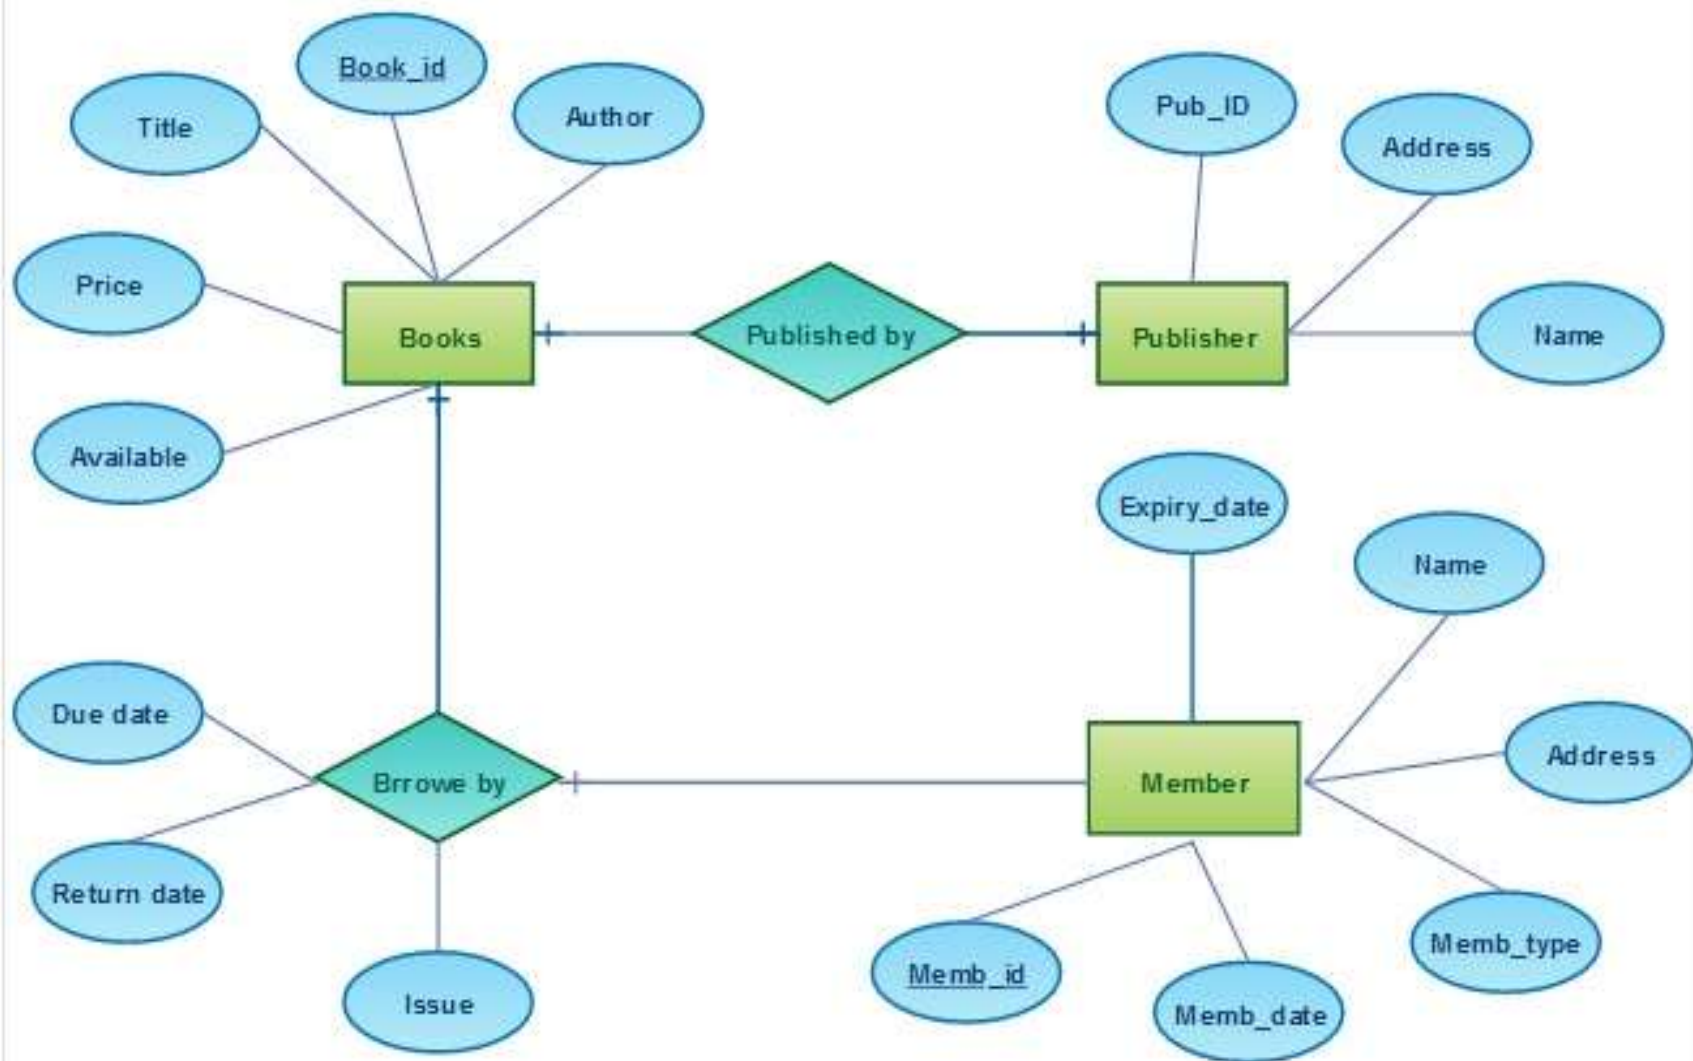 Book_id
Author
Title
Pub_ID
Address
Price
Books
Published by
Publisher
Name
Available
Expiry_date
Name
Due date
Brrowe by
Member
Address
Return date
Issue
Memb_id
Memb_type
Memb_date